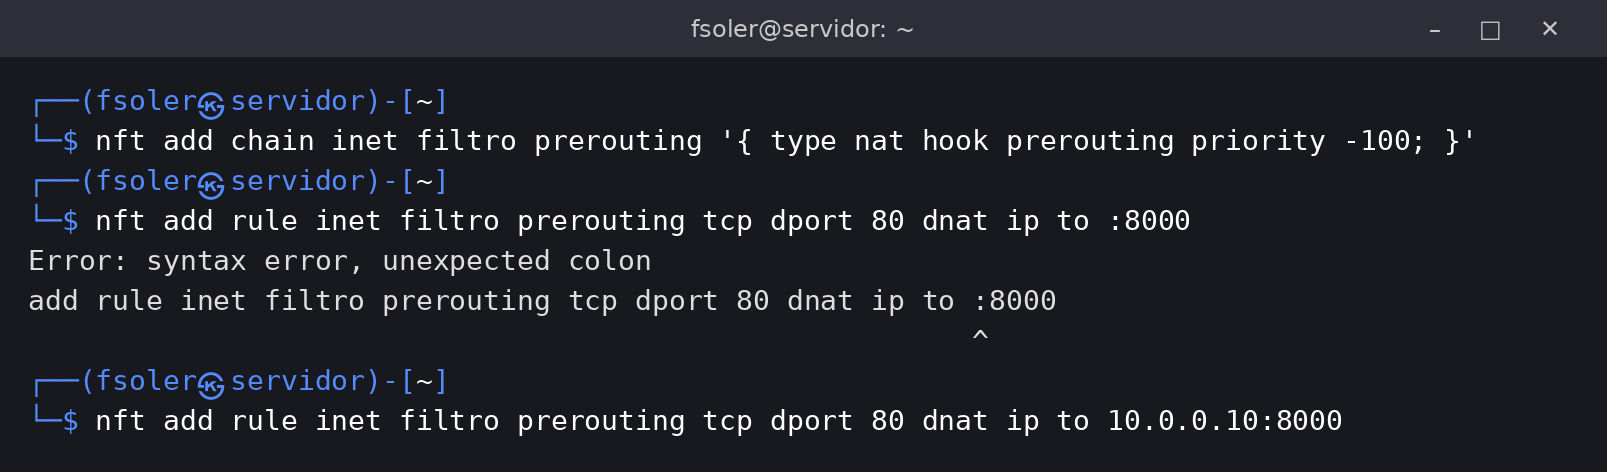 fsoler@servidor: ~
┌──(fsoler㉿servidor)-[~]
└─$ nft add chain inet filtro prerouting '{ type nat hook prerouting priority -100; }'
┌──(fsoler㉿servidor)-[~]
└─$ nft add rule inet filtro prerouting tcp dport 80 dnat ip to :8000
Error: syntax error, unexpected colon
add rule inet filtro prerouting tcp dport 80 dnat ip to :8000
                                                        ^
┌──(fsoler㉿servidor)-[~]
└─$ nft add rule inet filtro prerouting tcp dport 80 dnat ip to 10.0.0.10:8000